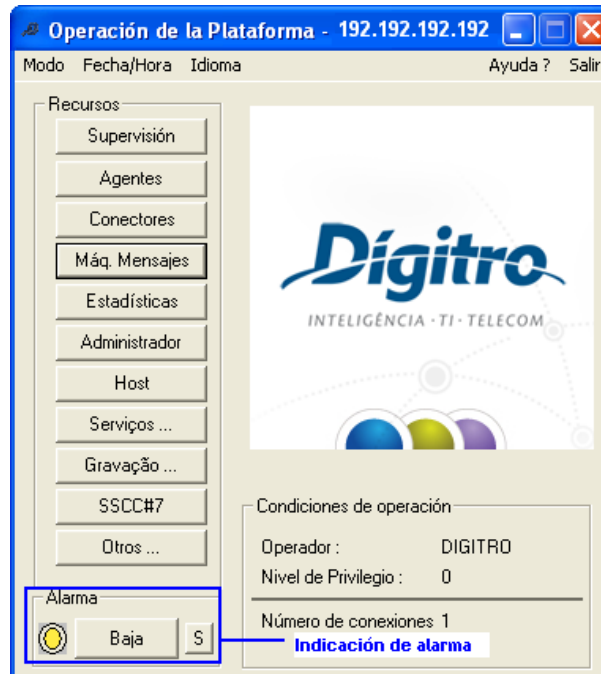 Operación de la Plataforma - 192.192.192.192
Modo Fecha/Hora Idioma Ayuda ? Salir
Recursos
Supervisión
Agentes
Conectores
Máq. Mensajes
Estadísticas
Administrador
Host
Serviços ...
Gravação ...
SSCC#7
Otros ...
Dígitro
INTELIGÊNCIA · TI · TELECOM
Condiciones de operación
Operador : DIGITRO
Nivel de Privilegio : 0
Número de conexiones 1
Alarma
Baja S
Indicación de alarma